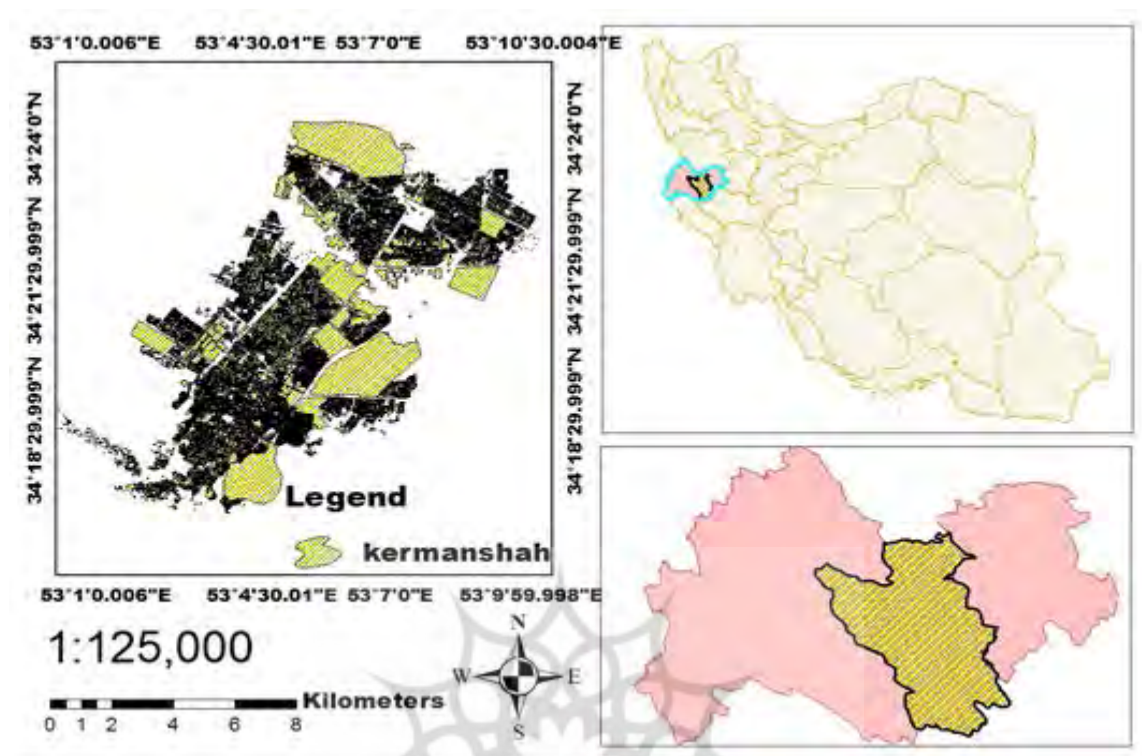 53°1'0.006"E 53°4'30.01"E 53°7'0"E 53°10'30.004"E
34°24'0"N
34°21'29.999"N
34°18'29.999"N
34°24'0"N
34°21'29.999"N
34°18'29.999"N
Legend
kermanshah
53°1'0.006"E 53°4'30.01"E 53°7'0"E 53°9'59.998"E
1:125,000
Kilometers
0 1 2 4 6 8
N
W E
S